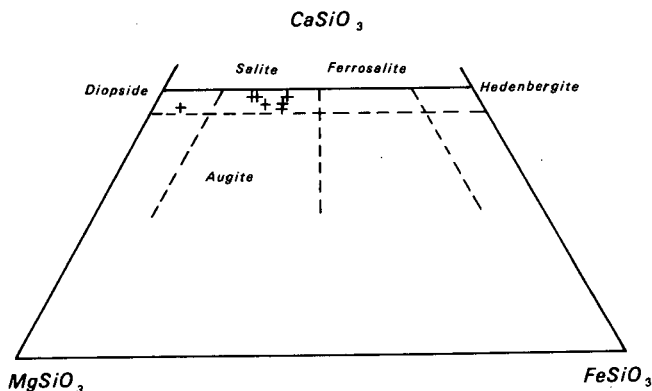 CaSiO₃
Salite Ferrosalite
Diopside Hedenbergite
Augite
MgSiO₃ FeSiO₃